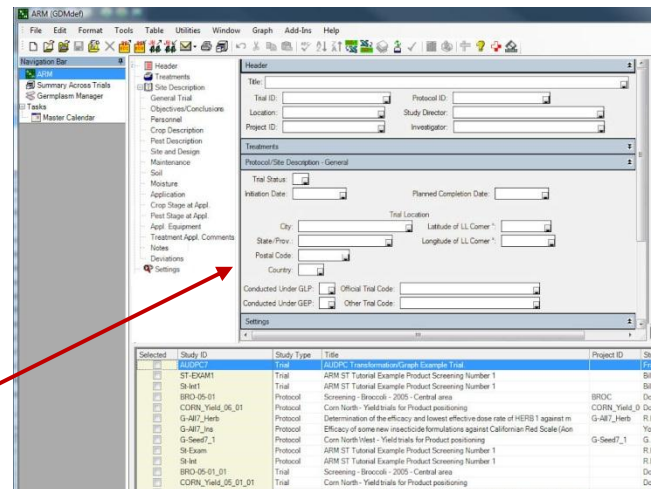 ARM (GDMdef)
File Edit Format Tools Table Utilities Window Graph Add-Ins Help
Navigation Bar
ARM
Summary Across Trials
Germplasm Manager
Tasks
Master Calendar
Header
Treatments
Site Description
General Trial
Objectives/Conclusions
Personnel
Crop Description
Pest Description
Site and Design
Maintenance
Soil
Moisture
Application
Crop Stage at Appl.
Pest Stage at Appl.
Appl. Equipment
Treatment Appl. Comments
Notes
Deviations
Settings
Header
Title:
Trial ID: Protocol ID:
Location: Study Director:
Project ID: Investigator:
Treatments
Protocol/Site Description - General
Trial Status:
Initiation Date: Planned Completion Date:
Trial Location
City: Latitude of LL Corner °:
State/Prov.: Longitude of LL Corner °:
Postal Code:
Country:
Conducted Under GLP: Official Trial Code:
Conducted Under GEP: Other Trial Code:
Settings
Selected Study ID Study Type Title Project ID
AUDPC7 Trial AUDPC Transformation/Graph Example Trial.
ST-EXAM1 Trial ARM ST Tutorial Example Product Screening Number 1
St-Int1 Trial ARM ST Tutorial Example Product Screening Number 1
BRO-05-01 Protocol Screening - Broccoli - 2005 - Central area BROC
CORN_Yield_06_01 Protocol Corn North - Yield trials for Product positioning CORN_Yield_0
G-All7_Herb Protocol Determination of the efficacy and lowest effective dose rate of HERB 1 against m G-All7_Herb
G-All7_Ins Protocol Efficacy of some new insecticide formulations against Californian Red Scale (Aon
G-Seed7_1 Protocol Corn North West - Yield trials for Product positioning G-Seed7_1
St-Exam Protocol ARM ST Tutorial Example Product Screening Number 1
St-Int Protocol ARM ST Tutorial Example Product Screening Number 1
BRO-05-01_01 Trial Screening - Broccoli - 2005 - Central area
CORN_Yield_05_01_01 Trial Corn North - Yield trials for Product positioning